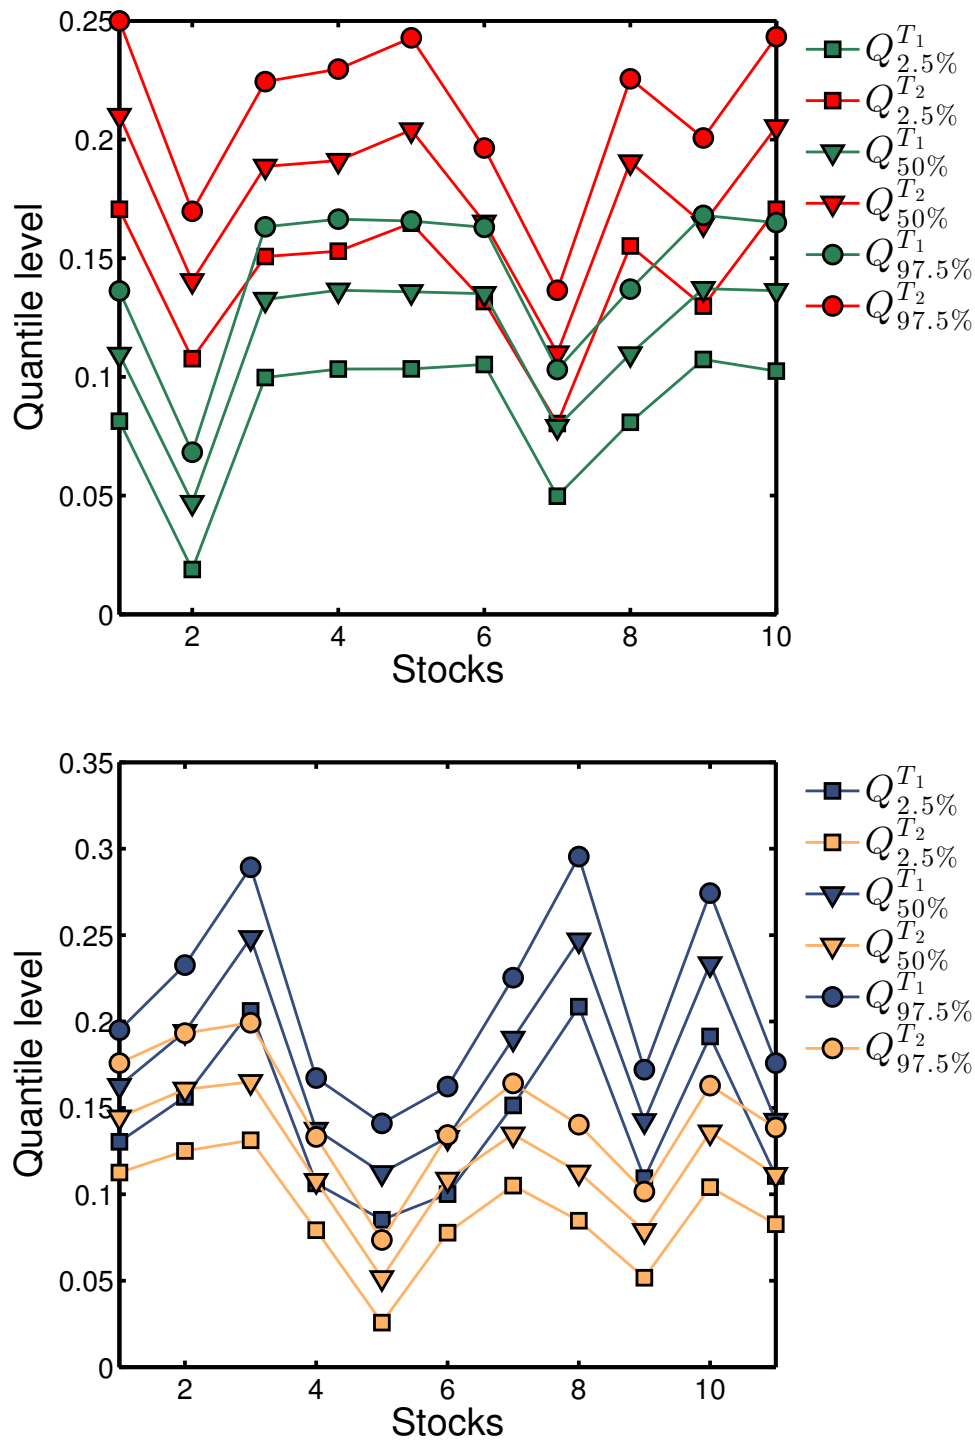 0.25
0.2
0.15
0.1
0.05
0
Quantile level
2 4 6 8 10
Stocks
Q^{T_1}_{2.5%}
Q^{T_2}_{2.5%}
Q^{T_1}_{50%}
Q^{T_2}_{50%}
Q^{T_1}_{97.5%}
Q^{T_2}_{97.5%}
0.35
0.3
0.25
0.2
0.15
0.1
0.05
0
Quantile level
2 4 6 8 10
Stocks
Q^{T_1}_{2.5%}
Q^{T_2}_{2.5%}
Q^{T_1}_{50%}
Q^{T_2}_{50%}
Q^{T_1}_{97.5%}
Q^{T_2}_{97.5%}